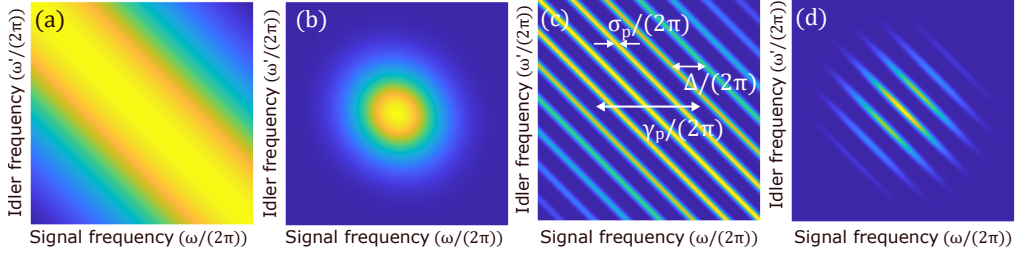 Idler frequency (ω'/(2π))
(a)
Signal frequency (ω/(2π))
Idler frequency (ω'/(2π))
(b)
Signal frequency (ω/(2π))
Idler frequency (ω'/(2π))
(c)
σp/(2π)
Δ/(2π)
γp/(2π)
Signal frequency (ω/(2π))
Idler frequency (ω'/(2π))
(d)
Signal frequency (ω/(2π))